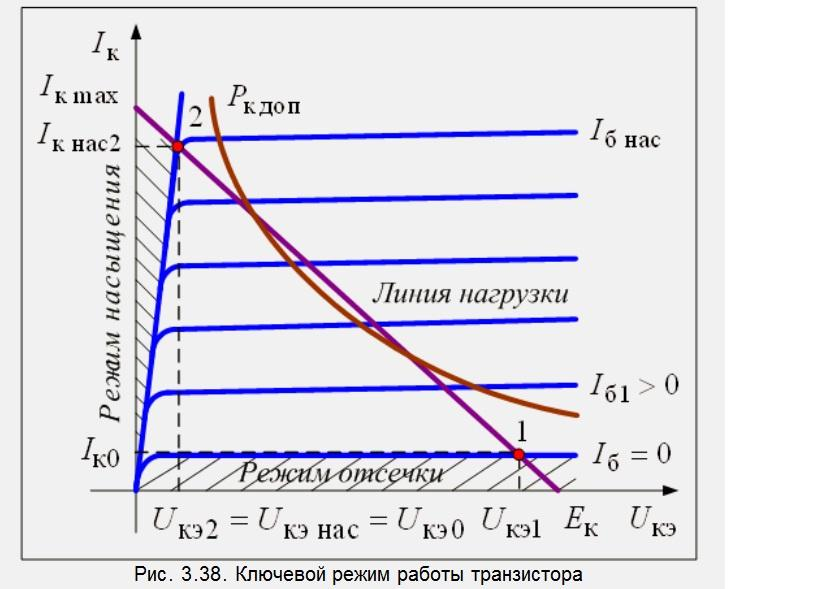 Iк
Iк max
Pк доп
2
Iк нас2
Iб нас
Режим насыщения
Линия нагрузки
Iб1 > 0
1
Iк0
Iб = 0
Режим отсечки
Uкэ2 = Uкэ нас = Uкэ0 Uкэ1 Eк Uкэ
Рис. 3.38. Ключевой режим работы транзистора